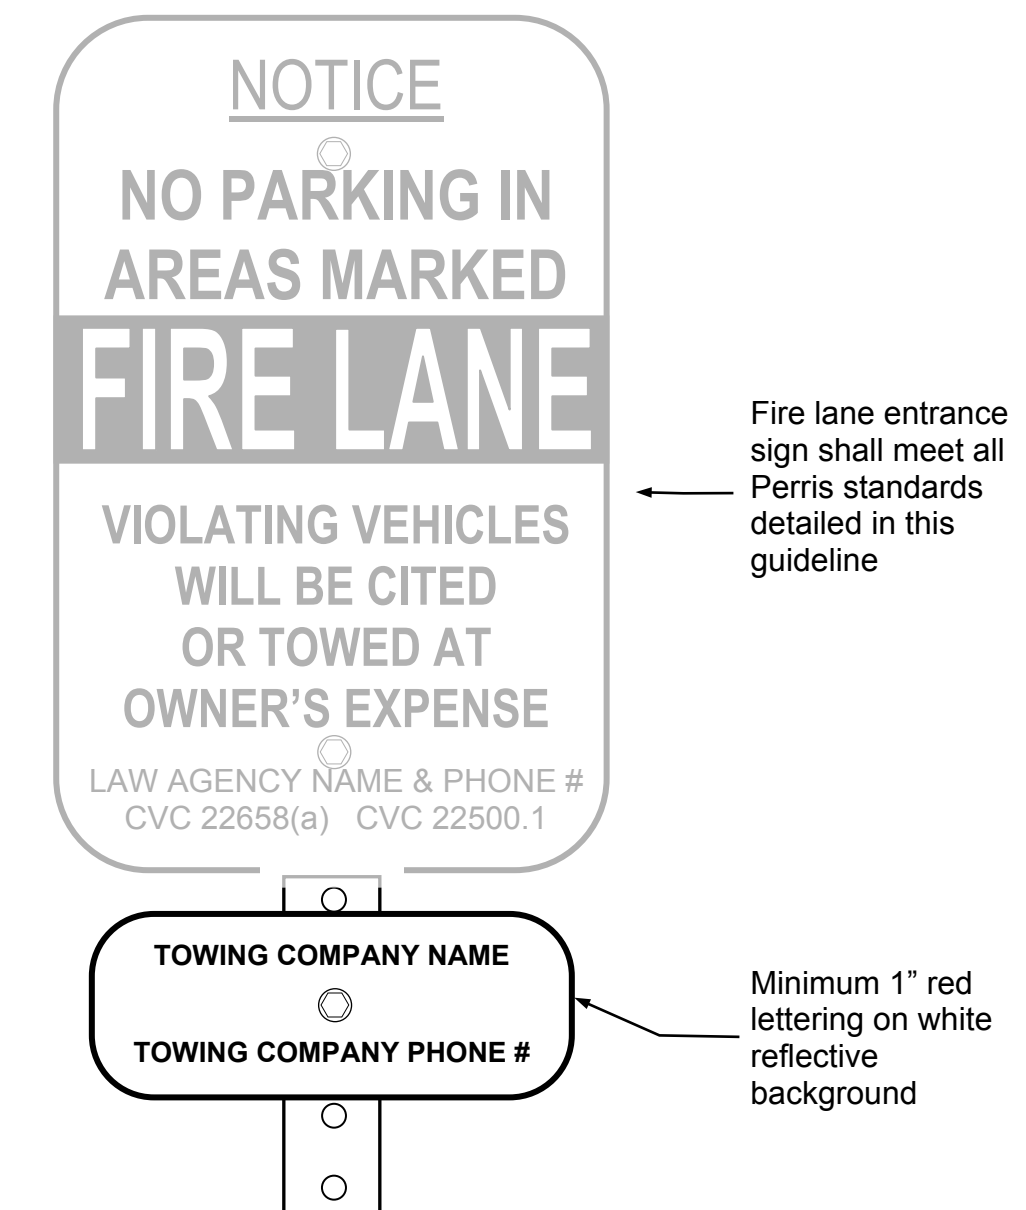 NOTICE
NO PARKING IN
AREAS MARKED
FIRE LANE
VIOLATING VEHICLES
WILL BE CITED
OR TOWED AT
OWNER’S EXPENSE
LAW AGENCY NAME & PHONE #
CVC 22658(a) CVC 22500.1
Fire lane entrance
sign shall meet all
Perris standards
detailed in this
guideline
TOWING COMPANY NAME
TOWING COMPANY PHONE #
Minimum 1” red
lettering on white
reflective
background